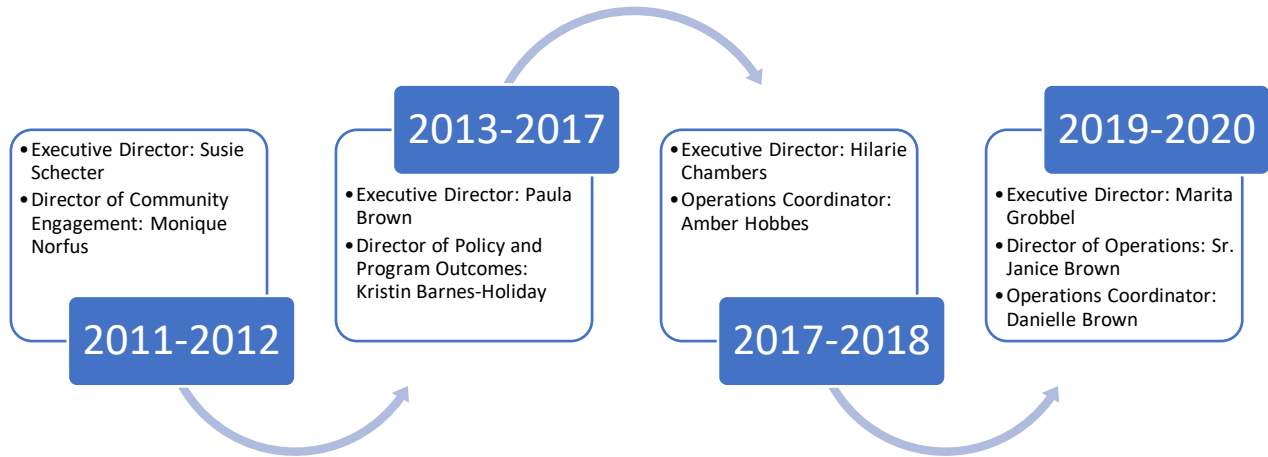 •Executive Director: Susie
Schecter
•Director of Community
Engagement: Monique
Norfus
2011-2012
2013-2017
•Executive Director: Paula
Brown
•Director of Policy and
Program Outcomes:
Kristin Barnes-Holiday
•Executive Director: Hilarie
Chambers
•Operations Coordinator:
Amber Hobbes
2017-2018
2019-2020
•Executive Director: Marita
Grobbel
•Director of Operations: Sr.
Janice Brown
•Operations Coordinator:
Danielle Brown